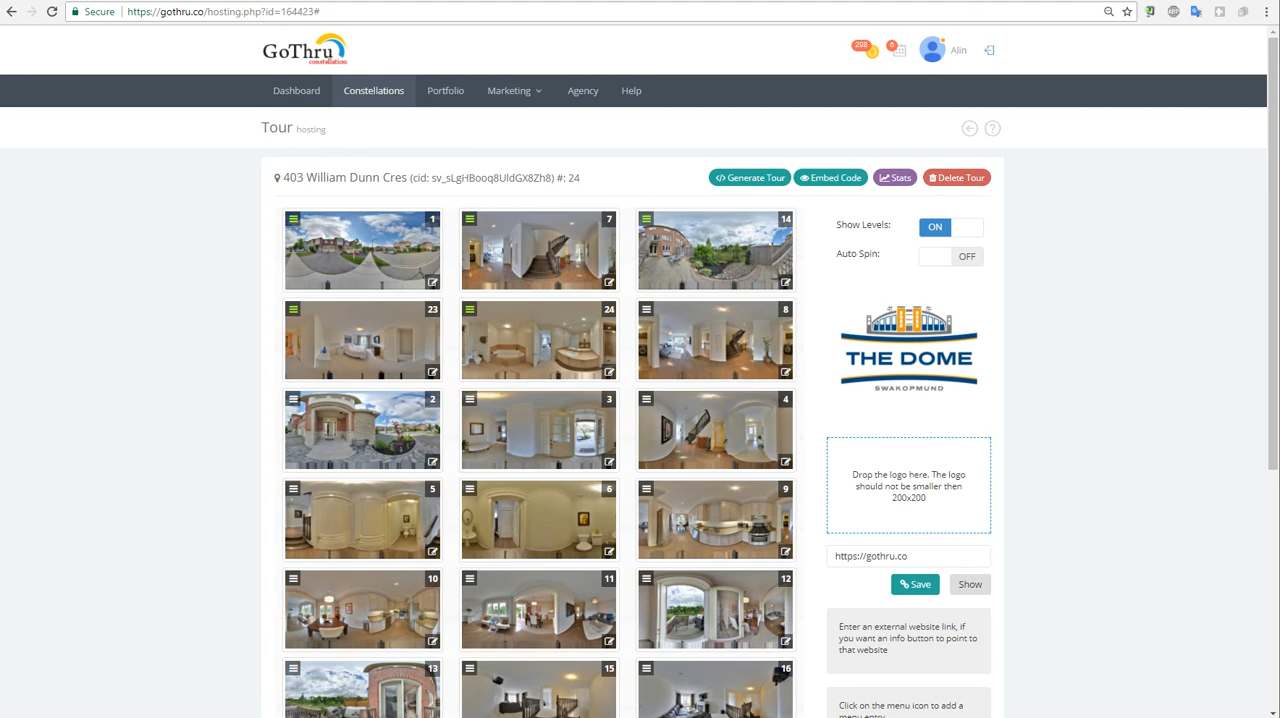 Secure
https://gothru.co/hosting.php?id=164423#
GoThru
constellation
298
6
Alin
Dashboard
Constellations
Portfolio
Marketing
Agency
Help
Tour hosting
403 William Dunn Cres (cid: sv_sLgHBooq8UldGX8Zh8) #: 24
Generate Tour
Embed Code
Stats
Delete Tour
1
7
14
Show Levels:
ON
Auto Spin:
OFF
23
24
8
THE DOME
SWAKOPMUND
2
3
4
Drop the logo here. The logo
should not be smaller then
200x200
5
6
9
https://gothru.co
Save
Show
10
11
12
Enter an external website link, if
you want an info button to point to
that website
13
15
16
Click on the menu icon to add a
menu entry